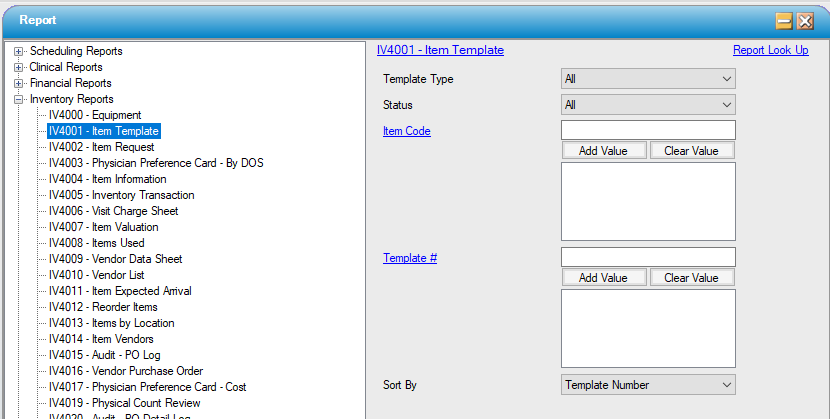 Report
Scheduling Reports
Clinical Reports
Financial Reports
Inventory Reports
IV4000 - Equipment
IV4001 - Item Template
IV4002 - Item Request
IV4003 - Physician Preference Card - By DOS
IV4004 - Item Information
IV4005 - Inventory Transaction
IV4006 - Visit Charge Sheet
IV4007 - Item Valuation
IV4008 - Items Used
IV4009 - Vendor Data Sheet
IV4010 - Vendor List
IV4011 - Item Expected Arrival
IV4012 - Reorder Items
IV4013 - Items by Location
IV4014 - Item Vendors
IV4015 - Audit - PO Log
IV4016 - Vendor Purchase Order
IV4017 - Physician Preference Card - Cost
IV4019 - Physical Count Review
IV4020 - Audit - PO Detail Log
IV4001 - Item Template
Report Look Up
Template Type
All
Status
All
Item Code
Add Value
Clear Value
Template #
Add Value
Clear Value
Sort By
Template Number